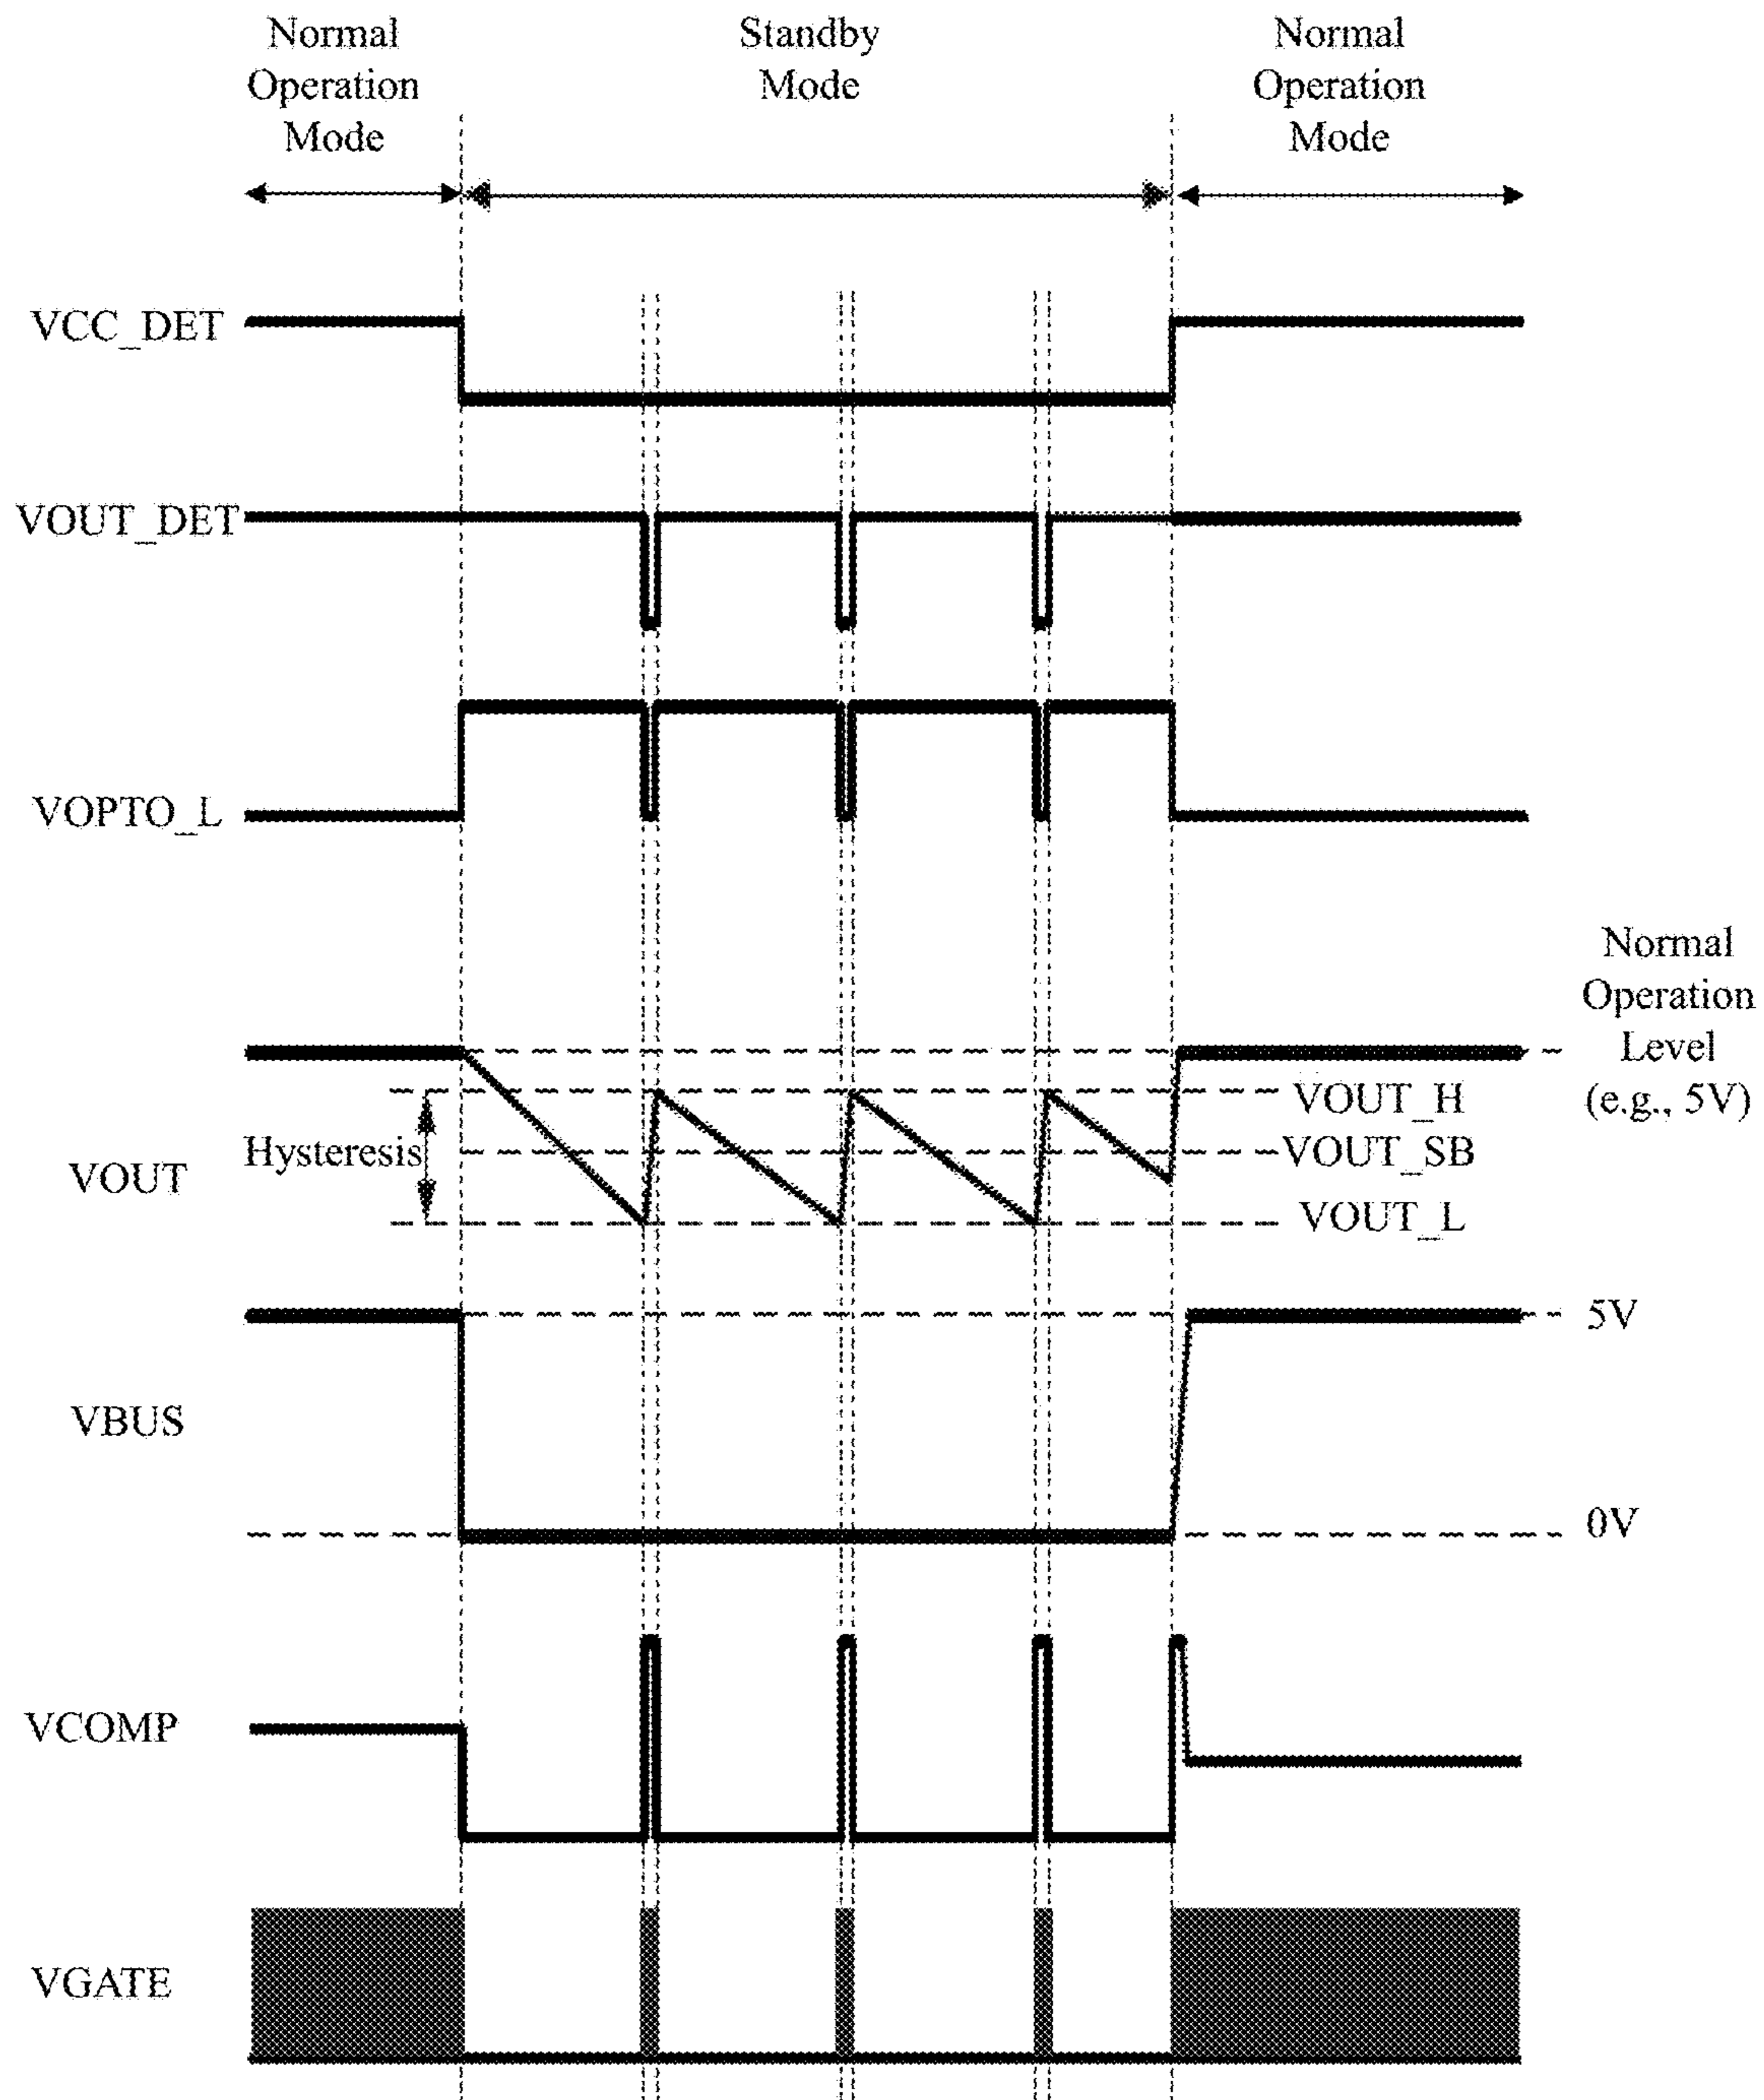 Normal
Operation
Mode
Standby
Mode
Normal
Operation
Mode
VCC_DET
VOUT_DET
VOPTO_L
Normal
Operation
Level
(e.g., 5V)
VOUT_H
Hysteresis
VOUT_SB
VOUT
VOUT_L
5V
VBUS
0V
VCOMP
VGATE